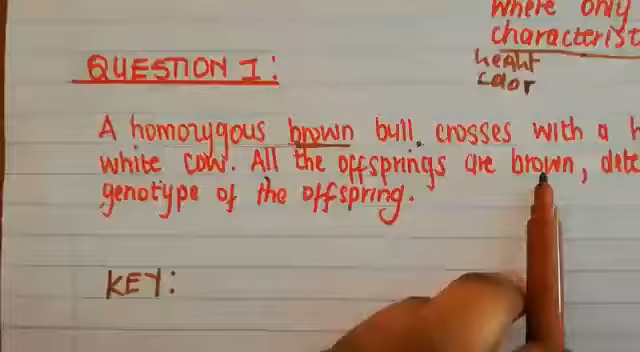 where only
characterist
height
color
QUESTION 1:
A homozygous brown bull. crosses with a h
white cow. All the offsprings are brown, dete
genotype of the offspring.
KEY: